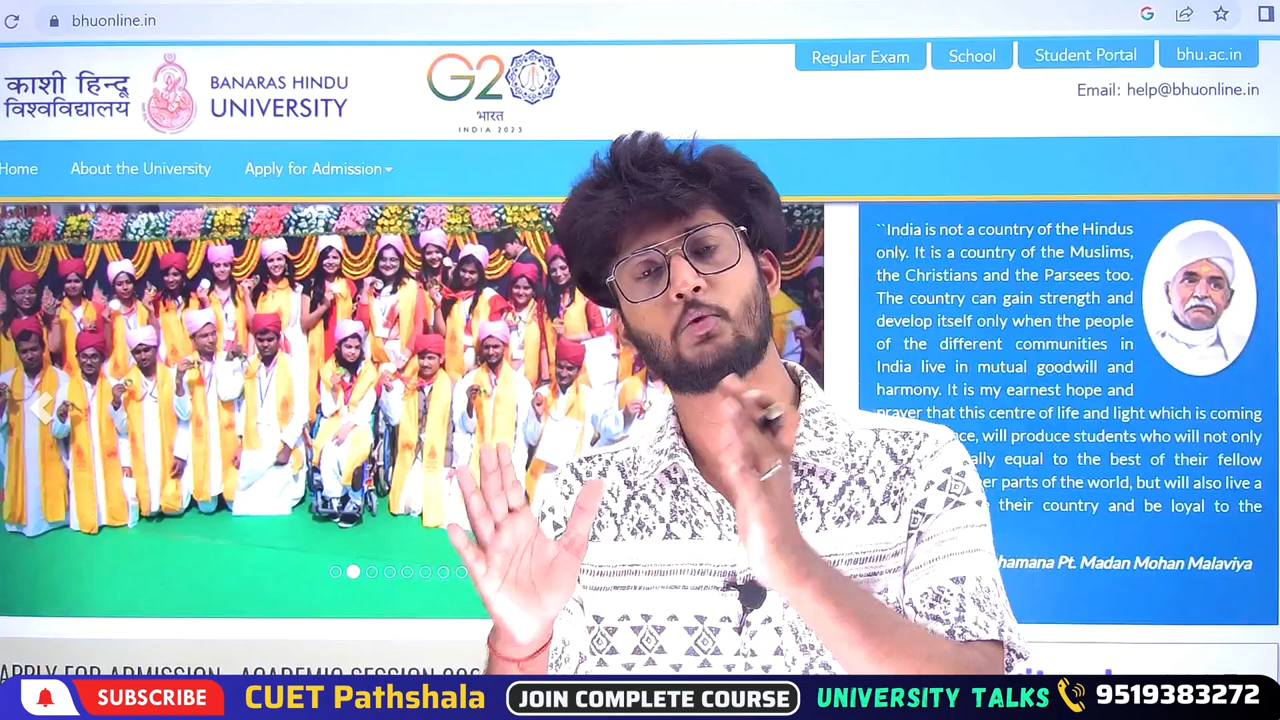 bhuonline.in
काशी हिन्दू
विश्वविद्यालय
BANARAS HINDU
UNIVERSITY
G20
भारत
INDIA 2023
Regular Exam
School
Student Portal
bhu.ac.in
Email: help@bhuonline.in
Home
About the University
Apply for Admission
``India is not a country of the Hindus
only. It is a country of the Muslims,
the Christians and the Parsees too.
The country can gain strength and
develop itself only when the people
of the different communities in
India live in mutual goodwill and
harmony. It is my earnest hope and
prayer that this centre of life and light which is coming
will produce students who will not only
equal to the best of their fellow
parts of the world, but will also live a
their country and be loyal to the
Pt. Madan Mohan Malaviya
APPLY FOR ADMISSION - ACADEMIC SESSION
SUBSCRIBE
CUET Pathshala
JOIN COMPLETE COURSE
UNIVERSITY TALKS
9519383272